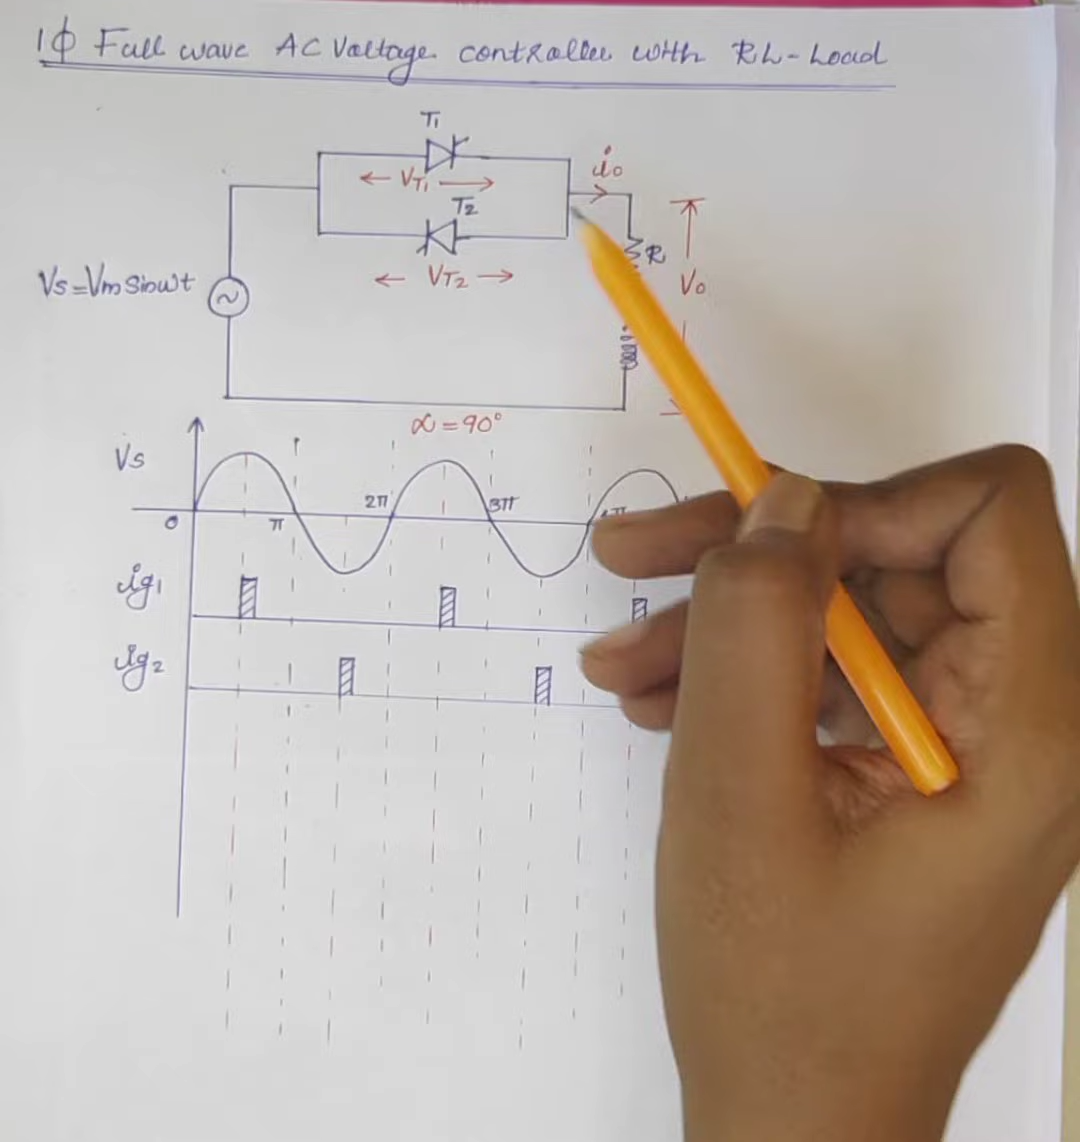 1ϕ Full wave AC Voltage controller with RL-Load
T1
io
VT1
T2
R
VT2
Vo
Vs=Vm Sinωt
α=90°
Vs
2π
3π
0
π
ig1
ig2